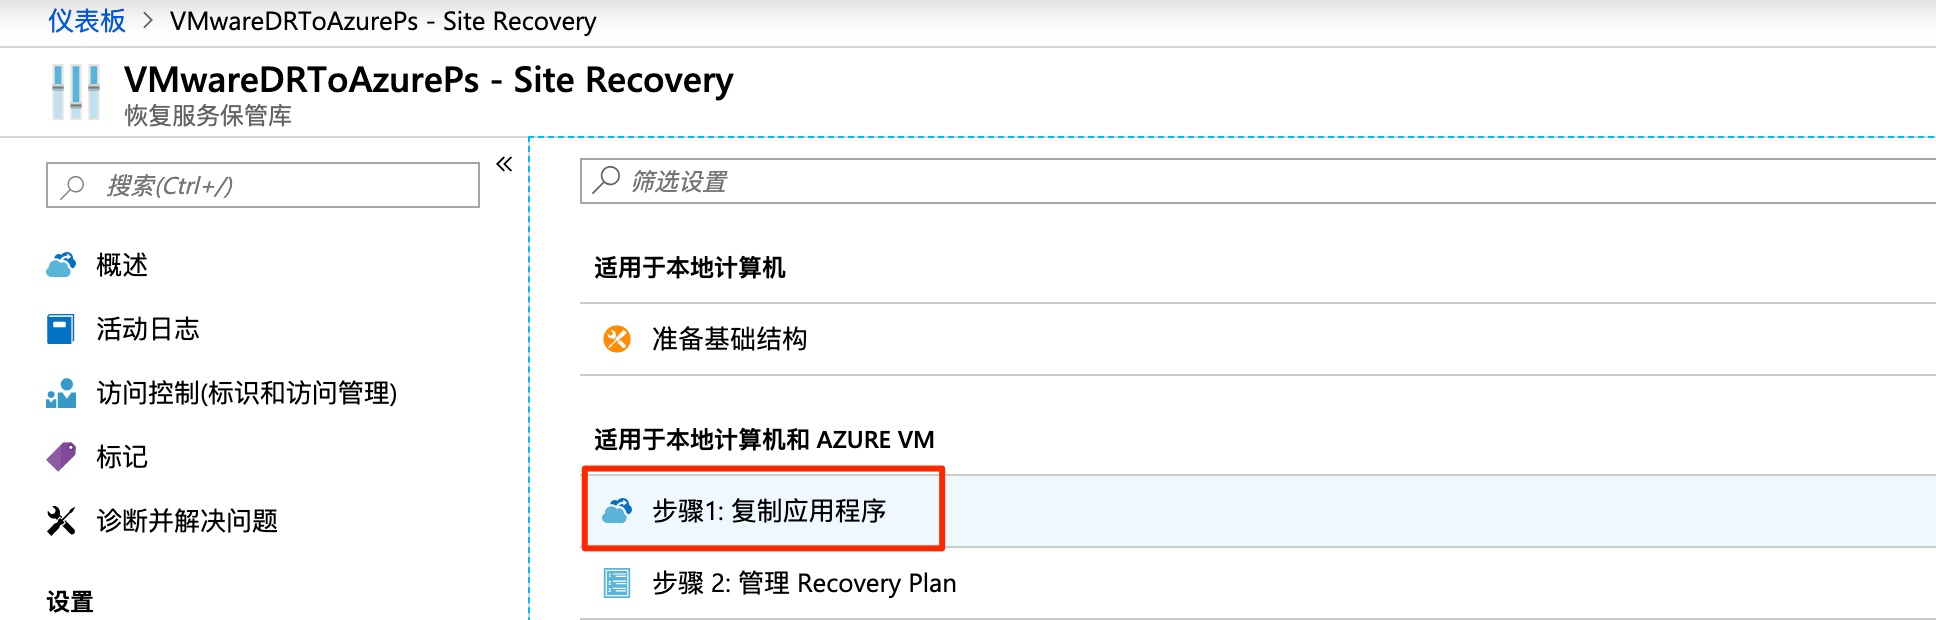 仪表板 > VMwareDRToAzurePs - Site Recovery
VMwareDRToAzurePs - Site Recovery
恢复服务保管库
搜索(Ctrl+/)
«
概述
活动日志
访问控制(标识和访问管理)
标记
诊断并解决问题
设置
筛选设置
适用于本地计算机
准备基础结构
适用于本地计算机和 AZURE VM
步骤1: 复制应用程序
步骤 2: 管理 Recovery Plan